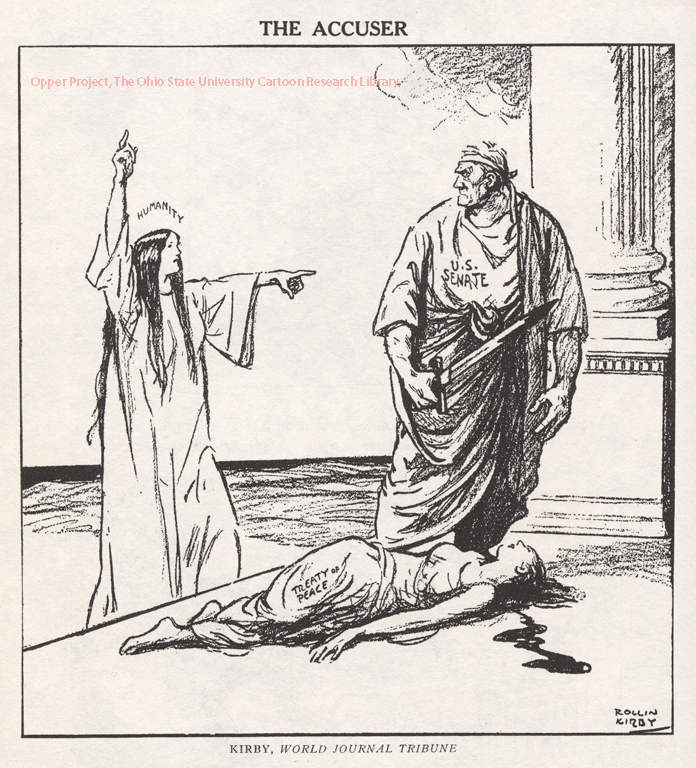 THE ACCUSER
Opper Project, The Ohio State University Cartoon Research Library.
HUMANITY
U.S.
SENATE
TREATY OF
PEACE
ROLLIN
KIRBY
KIRBY, WORLD JOURNAL TRIBUNE